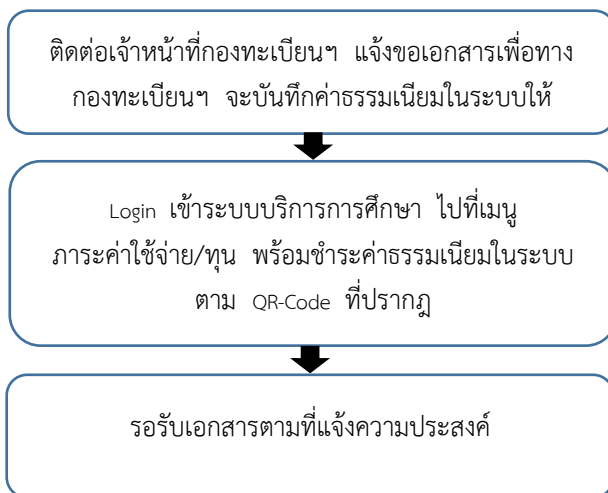 ติดต่อเจ้าหน้าที่กองทะเบียนฯ แจ้งขอเอกสารเพื่อทาง
กองทะเบียนฯ จะบันทึกค่าธรรมเนียมในระบบให้
Login เข้าระบบบริการการศึกษา ไปที่เมนู
ภาระค่าใช้จ่าย/ทุน พร้อมชำระค่าธรรมเนียมในระบบ
ตาม QR-Code ที่ปรากฎ
รอรับเอกสารตามที่แจ้งความประสงค์